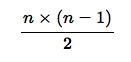 n × (n − 1)
2